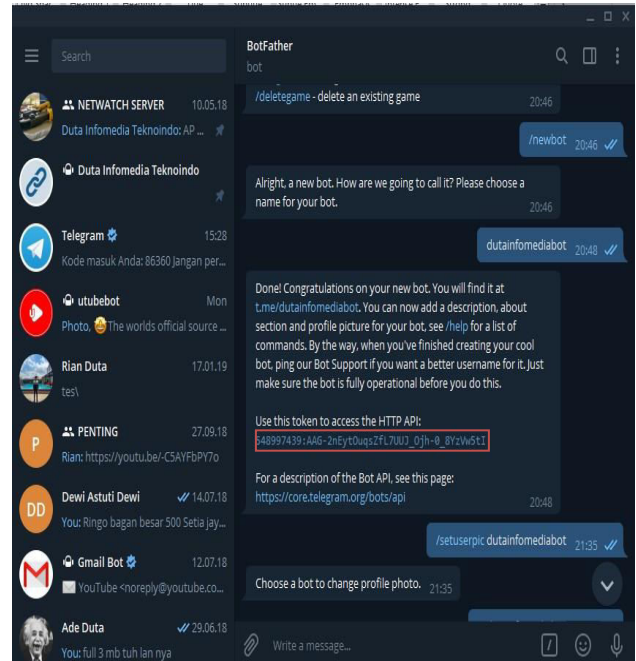 Search
NETWATCH SERVER 10.05.18
Duta Infomedia Teknoindo: AP ...
Duta Infomedia Teknoindo
Telegram 15:28
Kode masuk Anda: 86360 Jangan per...
utubebot Mon
Photo, The worlds official source ...
Rian Duta 17.01.19
tes\
P
PENTING 27.09.18
Rian: https://youtu.be/-C5AYFbPY7o
DD
Dewi Astuti Dewi 14.07.18
You: Ringo bagan besar 500 Setia jay...
Gmail Bot 12.07.18
YouTube <noreply@youtube.co...
Ade Duta 29.06.18
You: full 3 mb tuh lan nya
BotFather
bot
/deletegame - delete an existing game
20:46
/newbot 20:46
Alright, a new bot. How are we going to call it? Please choose a
name for your bot.
20:46
dutainfomediabot 20:48
Done! Congratulations on your new bot. You will find it at
t.me/dutainfomediabot. You can now add a description, about
section and profile picture for your bot, see /help for a list of
commands. By the way, when you've finished creating your cool
bot, ping our Bot Support if you want a better username for it. Just
make sure the bot is fully operational before you do this.
Use this token to access the HTTP API:
648997439:AAG-2nEytOuqsZfL7UUJ_Ojh-0_8YzVw5tI
For a description of the Bot API, see this page:
https://core.telegram.org/bots/api
20:48
/setuserpic dutainfomediabot 21:35
Choose a bot to change profile photo. 21:35
Write a message...